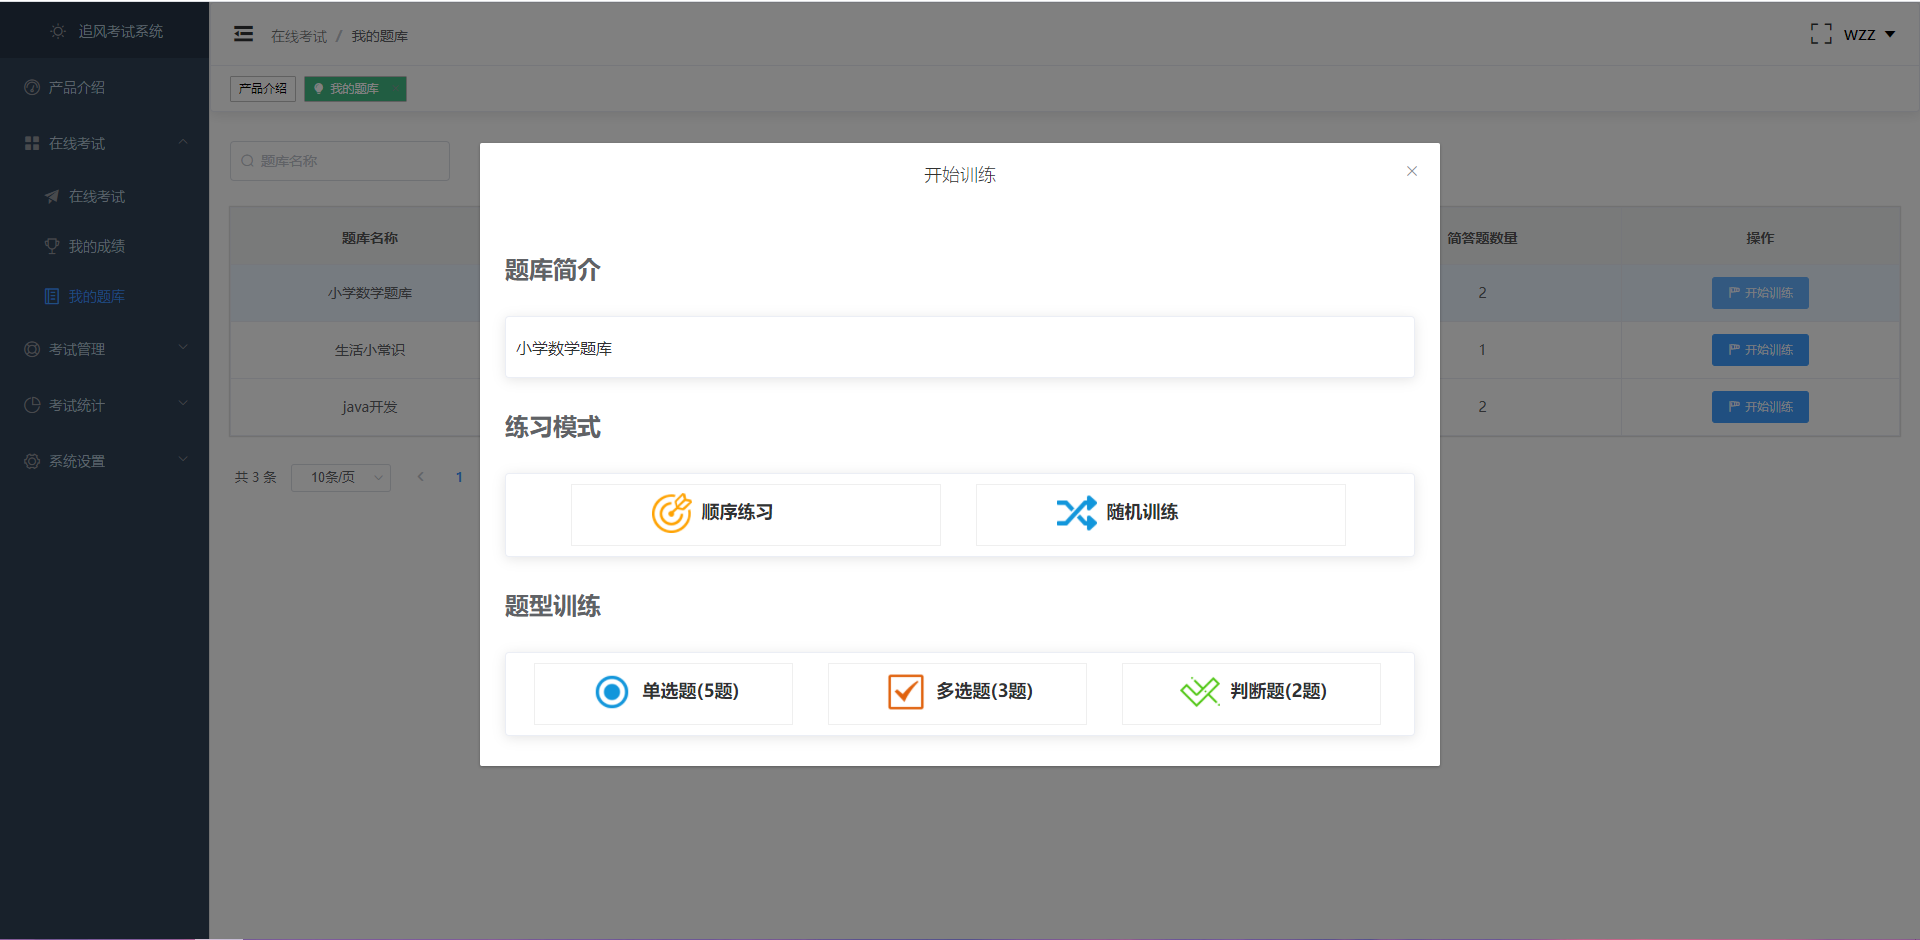 追风考试系统
产品介绍
在线考试
在线考试
我的成绩
我的题库
考试管理
考试统计
系统设置
在线考试 / 我的题库
WZZ
产品介绍
我的题库
题库名称
题库名称
简答题数量
操作
小学数学题库
2
开始训练
生活小常识
1
开始训练
java开发
2
开始训练
共 3 条
10条/页
1
开始训练
题库简介
小学数学题库
练习模式
顺序练习
随机训练
题型训练
单选题(5题)
多选题(3题)
判断题(2题)